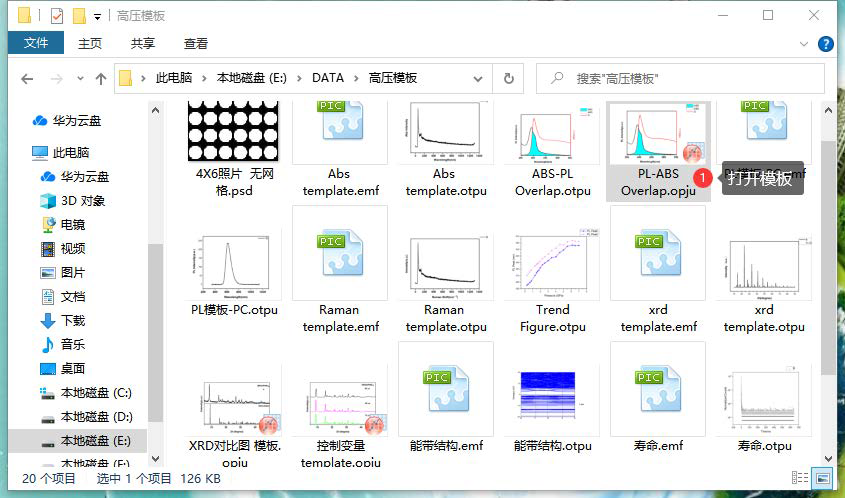 高压模板
文件 主页 共享 查看
此电脑 本地磁盘 (E:) DATA 高压模板
搜索"高压模板"
华为云盘
此电脑
华为云盘
3D 对象
电镜
视频
图片
文档
下载
音乐
桌面
本地磁盘 (C:)
本地磁盘 (D:)
本地磁盘 (E:)
本地磁盘 (F:)
PIC
PIC
4X6照片 无网
格.psd
Abs
template.emf
Abs
template.otpu
ABS-PL
Overlap.otpu
PL-ABS
Overlap.opju
1
打开模板
PIC
PIC
PL模板-PC.otpu
Raman
template.emf
Raman
template.otpu
Trend
Figure.otpu
xrd
template.emf
xrd
template.otpu
PIC
PIC
XRD对比图 模板.
opju
控制变量
template.opju
能带结构.emf
能带结构.otpu
寿命.emf
寿命.otpu
20 个项目 选中 1 个项目 126 KB